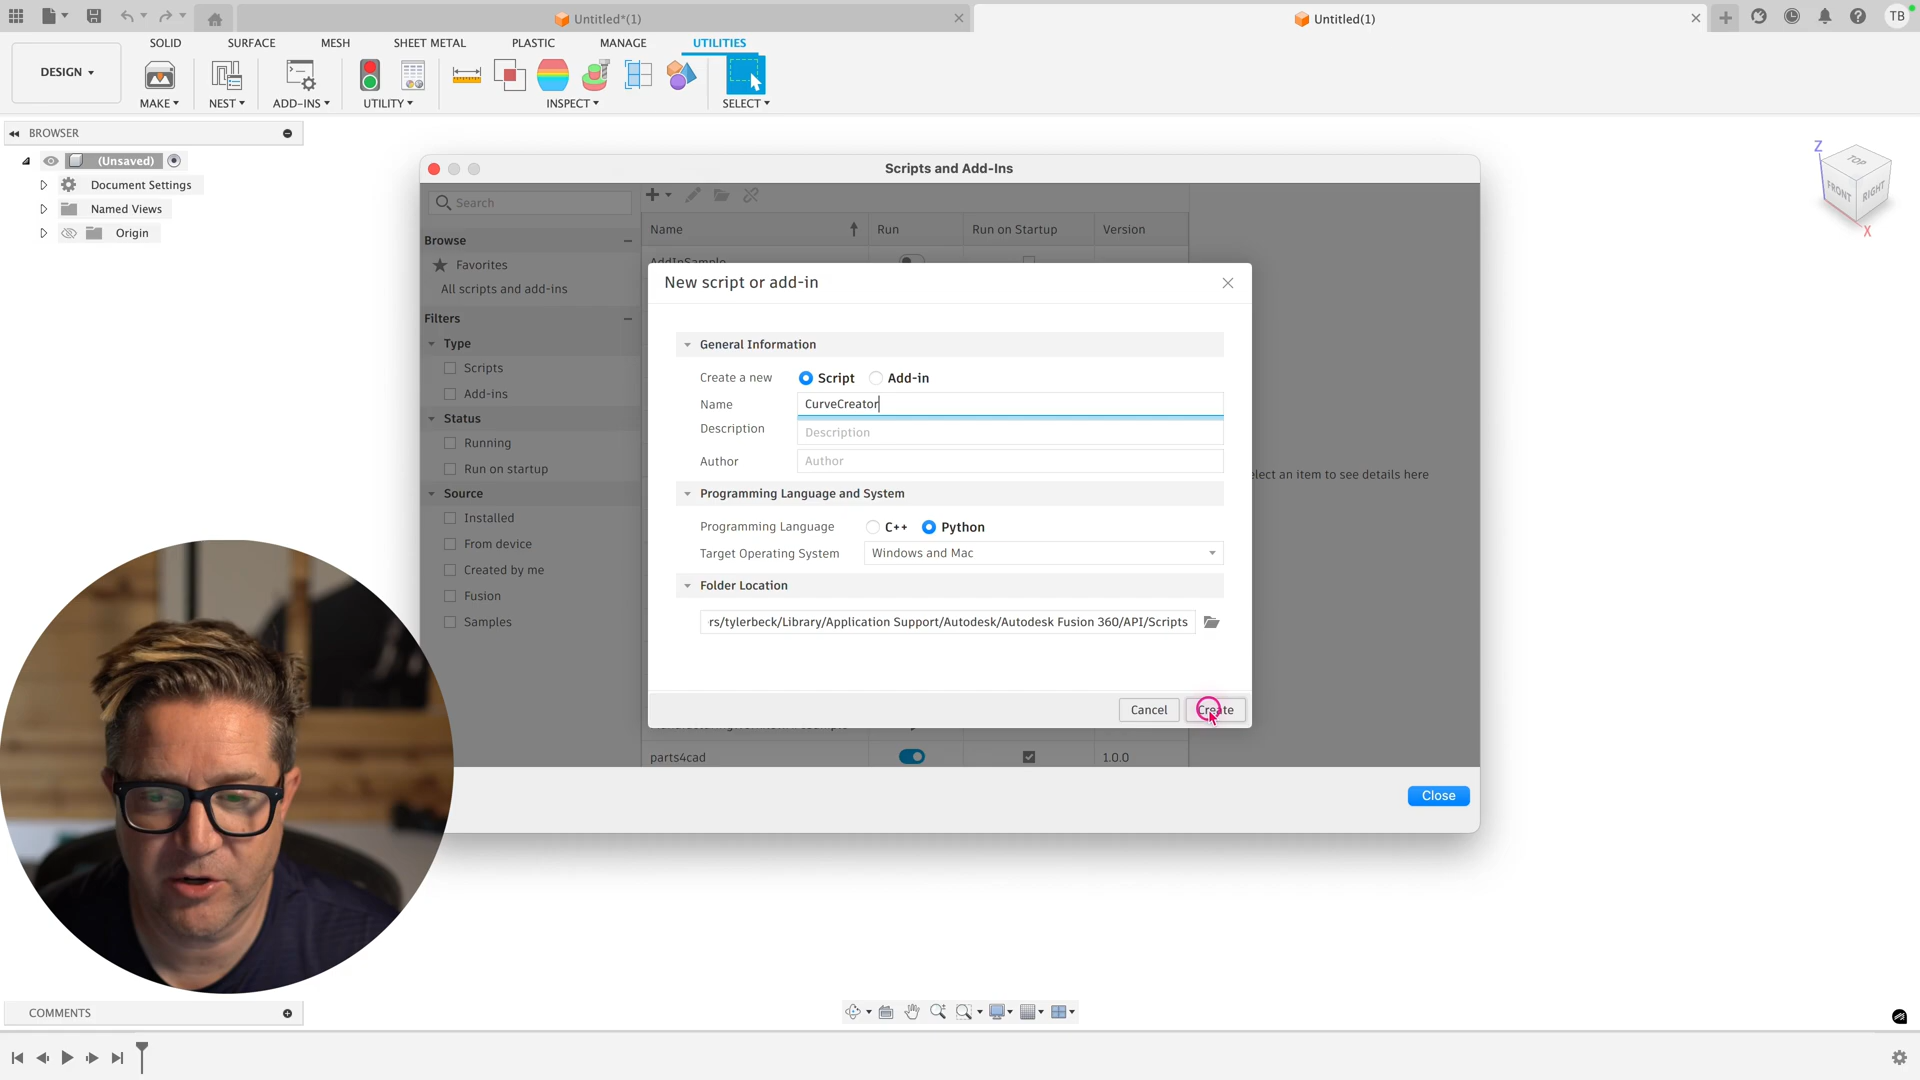 Untitled*(1)
Untitled(1)
TB
SOLID
SURFACE
MESH
SHEET METAL
PLASTIC
MANAGE
UTILITIES
DESIGN
MAKE
NEST
ADD-INS
UTILITY
INSPECT
SELECT
BROWSER
(Unsaved)
Document Settings
Named Views
Origin
TOP
FRONT
RIGHT
Z
X
Scripts and Add-Ins
Search
Name
Run
Run on Startup
Version
Browse
Favorites
All scripts and add-ins
Filters
Type
Scripts
Add-ins
Status
Running
Run on startup
Source
Installed
From device
Created by me
Fusion
Samples
AddInSample
New script or add-in
General Information
Create a new
Script
Add-in
Name
CurveCreator
Description
Description
Author
Author
Programming Language and System
Programming Language
C++
Python
Target Operating System
Windows and Mac
Folder Location
rs/tylerbeck/Library/Application Support/Autodesk/Autodesk Fusion 360/API/Scripts
Cancel
Create
elect an item to see details here
parts4cad
1.0.0
Close
COMMENTS